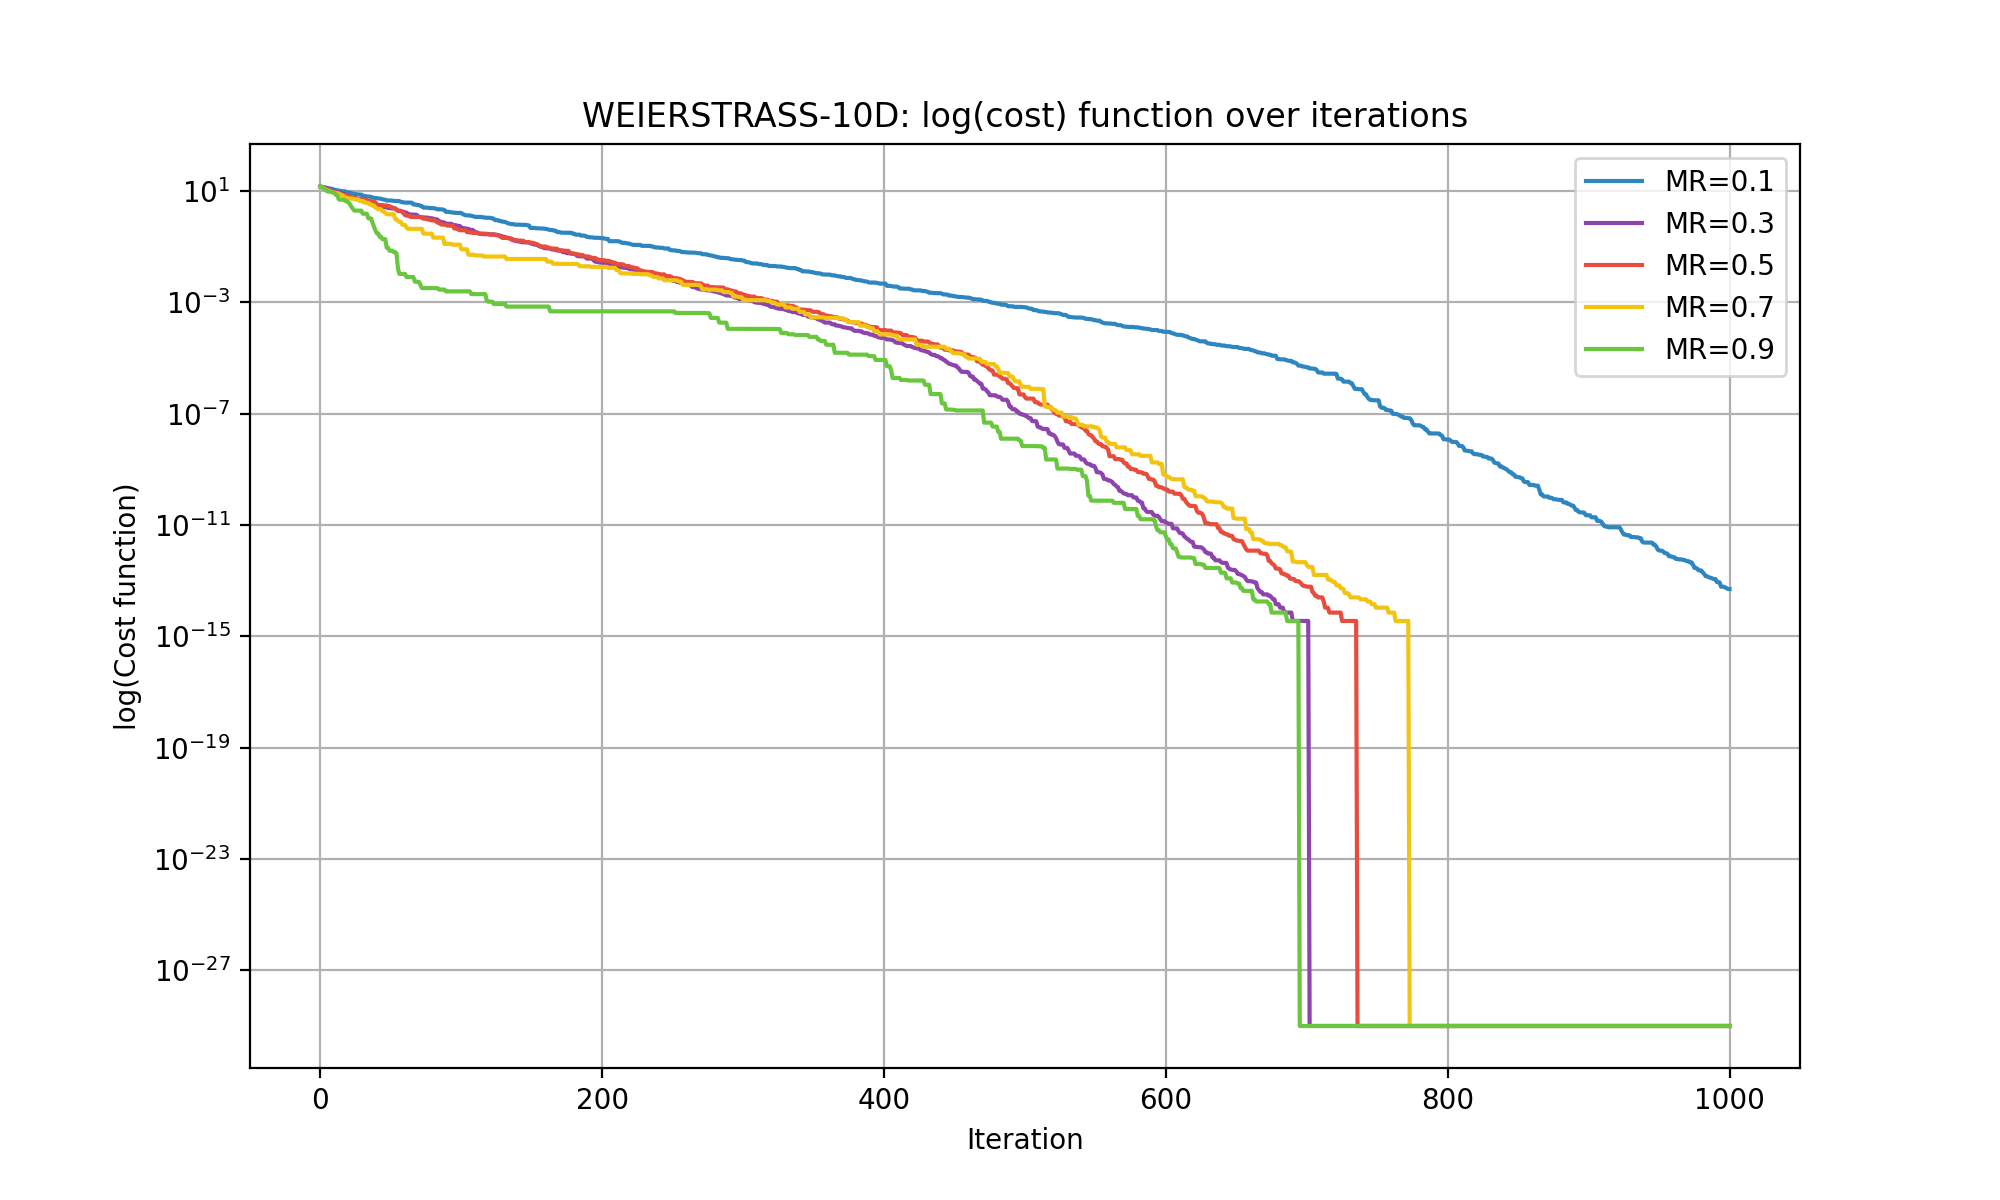 WEIERSTRASS-10D: log(cost) function over iterations
log(Cost function)
10¹
10⁻³
10⁻⁷
10⁻¹¹
10⁻¹⁵
10⁻¹⁹
10⁻²³
10⁻²⁷
MR=0.1
MR=0.3
MR=0.5
MR=0.7
MR=0.9
0 200 400 600 800 1000
Iteration